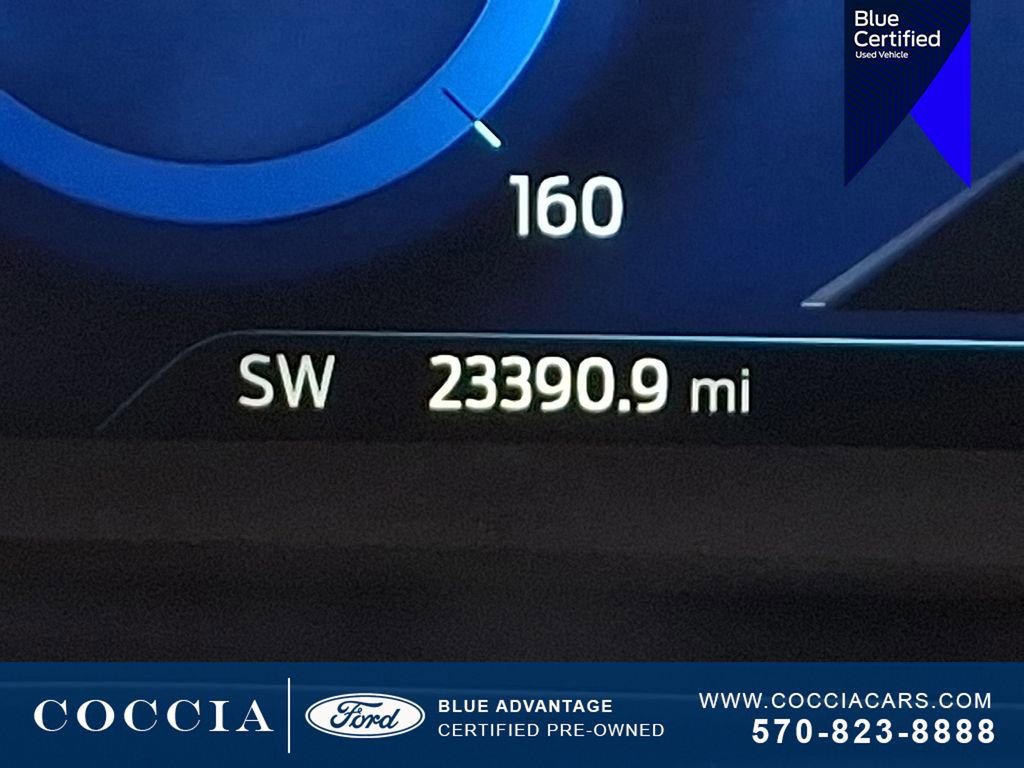 Blue
Certified
Used Vehicle
160
SW 23390.9 mi
COCCIA
Ford
BLUE ADVANTAGE
CERTIFIED PRE-OWNED
WWW.COCCIACARS.COM
570-823-8888